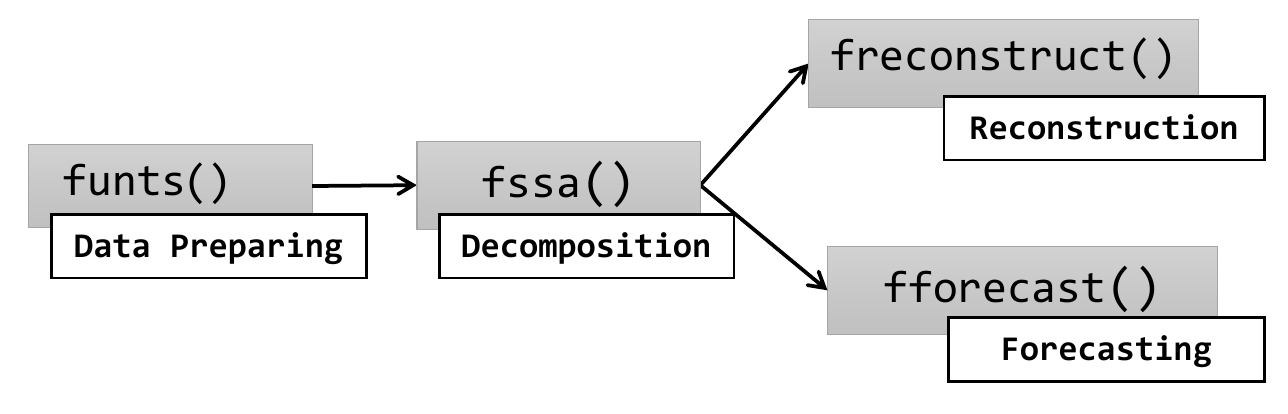 funts()
Data Preparing
fssa()
Decomposition
freconstruct()
Reconstruction
fforecast()
Forecasting